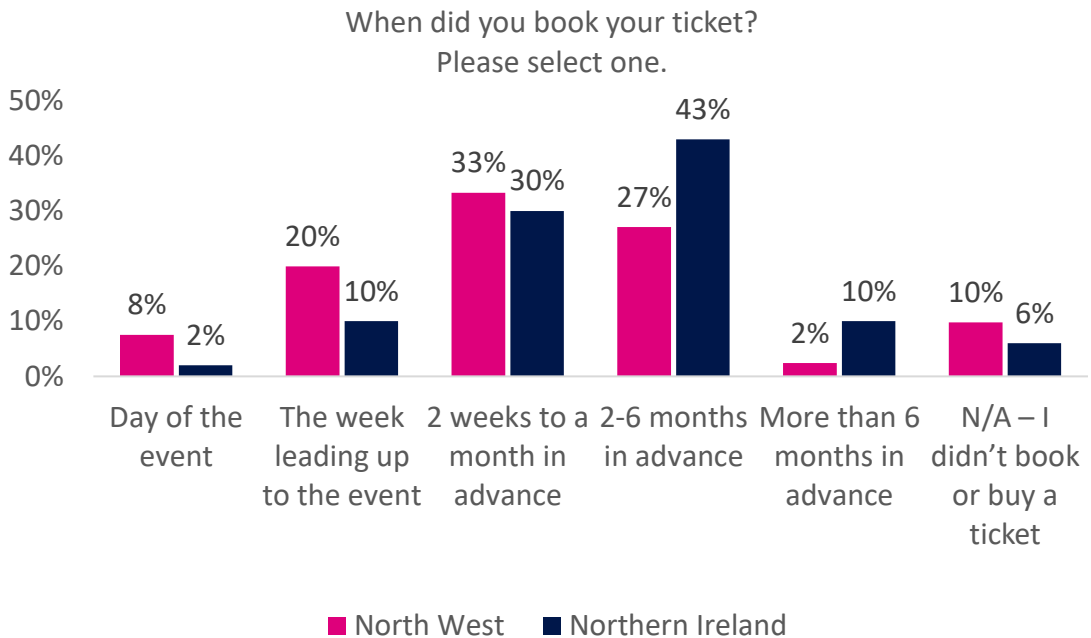 When did you book your ticket?
Please select one.
50%
40%
30%
20%
10%
0%
8%
2%
20%
10%
33%
30%
27%
43%
2%
10%
10%
6%
Day of the
event
The week
leading up
to the event
2 weeks to a
month in
advance
2-6 months
in advance
More than 6
months in
advance
N/A – I
didn’t book
or buy a
ticket
North West
Northern Ireland